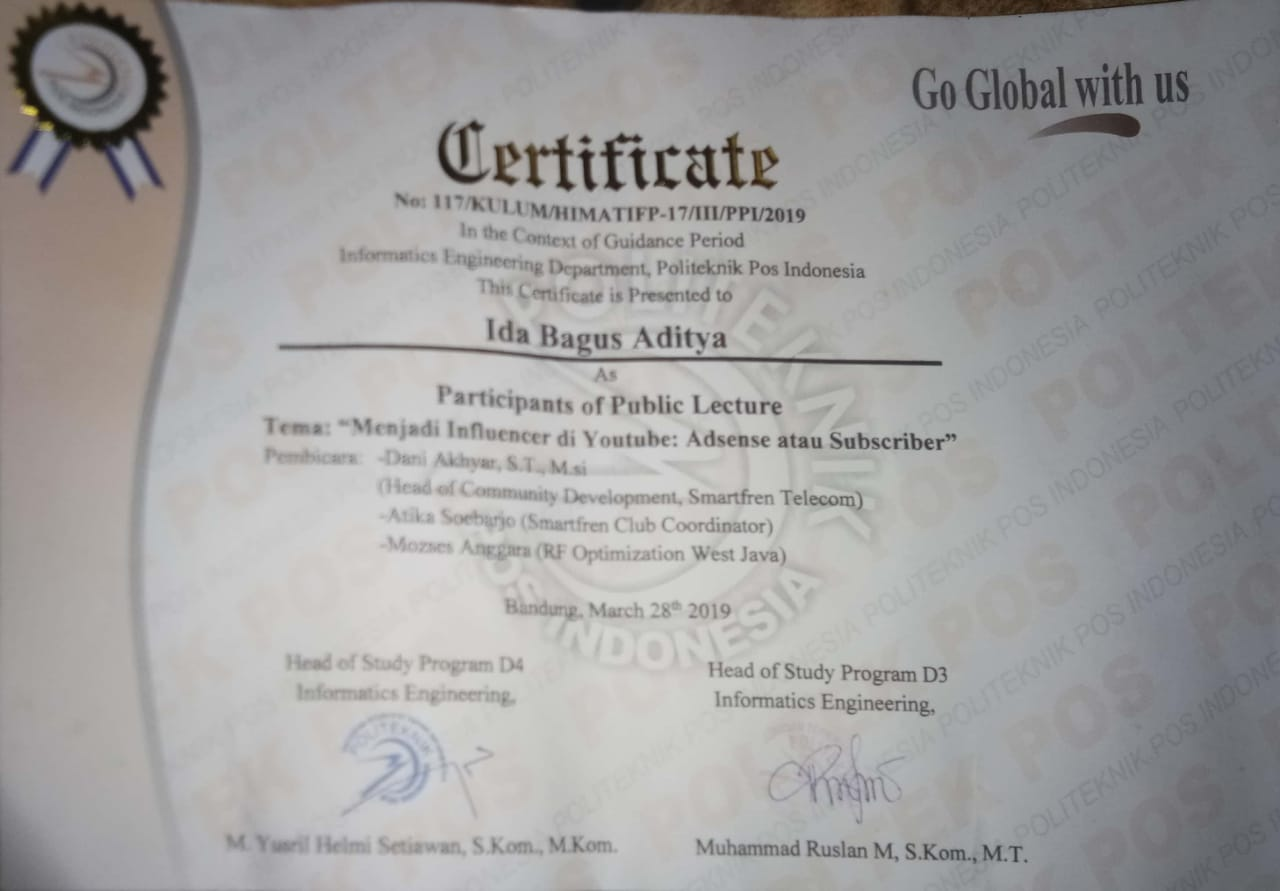 Go Global with us
Certificate
No: 117/KULUM/HIMATIFP-17/III/PPI/2019
In the Context of Guidance Period
Informatics Engineering Department, Politeknik Pos Indonesia
This Certificate is Presented to
Ida Bagus Aditya
As
Participants of Public Lecture
Tema: “Menjadi Influencer di Youtube: Adsense atau Subscriber”
Pembicara: -Dani Akhyar, S.T., M.si
(Head of Community Development, Smartfren Telecom)
-Atika Soebarjo (Smartfren Club Coordinator)
-Mozses Anggara (RF Optimization West Java)
Bandung, March 28th 2019
Head of Study Program D4
Informatics Engineering,
Head of Study Program D3
Informatics Engineering,
POLITEKNIK
M. Yusril Helmi Setiawan, S.Kom., M.Kom.
Muhammad Ruslan M, S.Kom., M.T.
POLITEKNIK POS INDONESIA